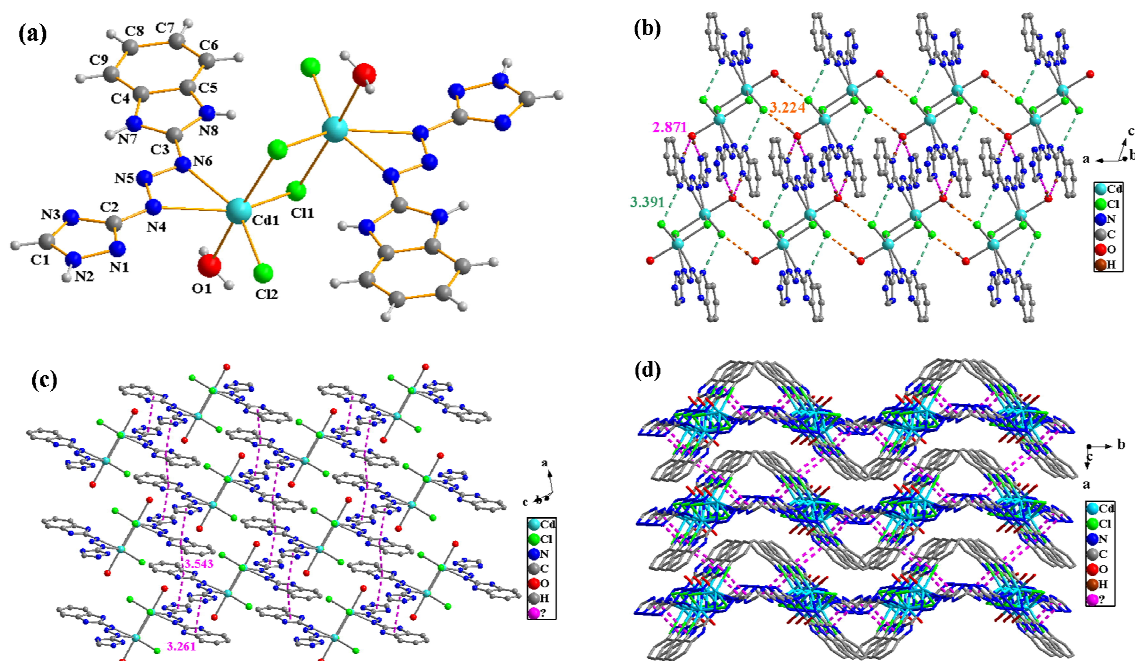 (a)
C7
C8
C6
C9
C5
C4
N8
N7
C3
N6
N5
N3
C2
N4
Cd1
Cl1
C1
N2
N1
O1
Cl2
(b)
3.224
2.871
3.391
c
a
b
Cd
Cl
N
C
O
H
(c)
3.543
3.261
a
c
b
Cd
Cl
N
C
O
H
?
(d)
b
c
a
Cd
Cl
N
C
O
H
?